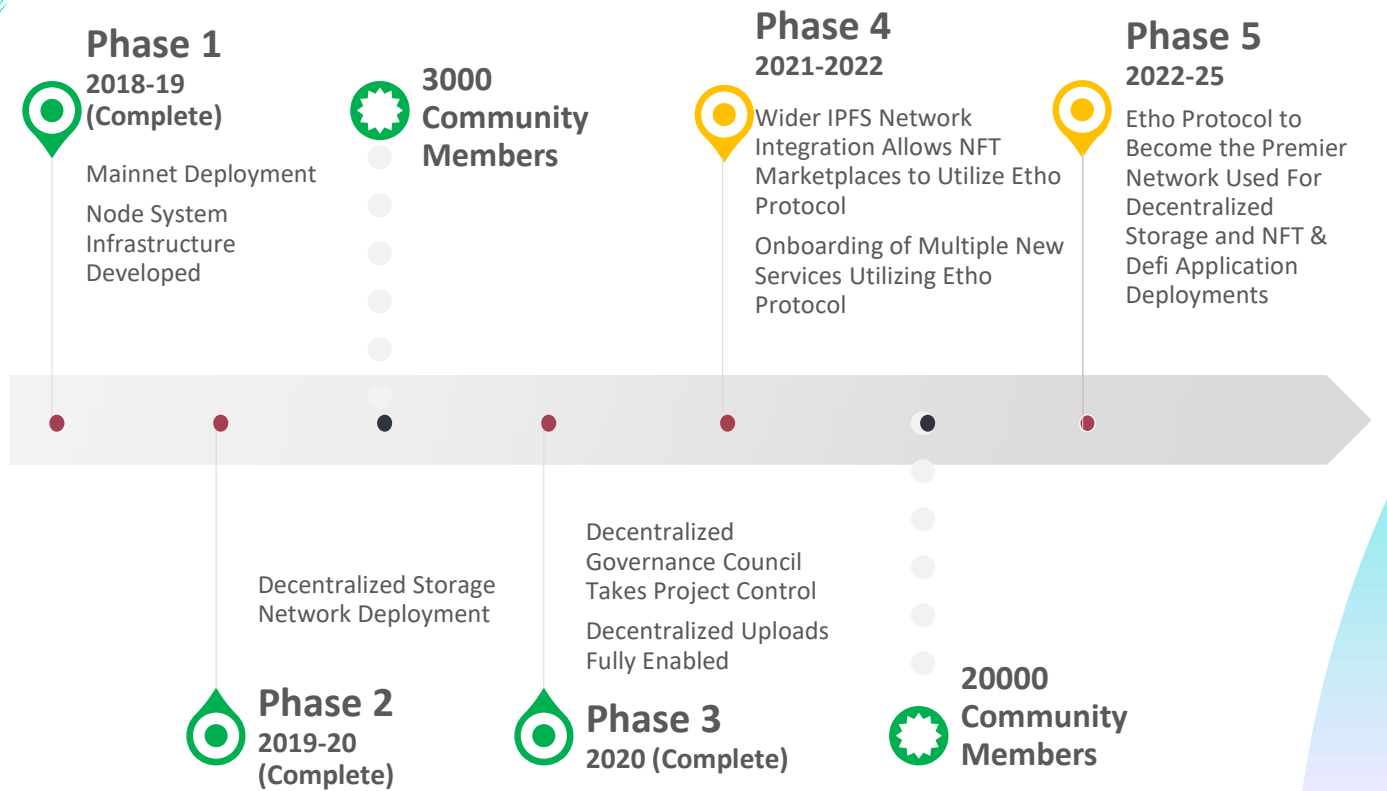 Phase 1
2018-19
(Complete)
Mainnet Deployment
Node System
Infrastructure
Developed
3000
Community
Members
Phase 4
2021-2022
Wider IPFS Network
Integration Allows NFT
Marketplaces to Utilize Etho
Protocol
Onboarding of Multiple New
Services Utilizing Etho
Protocol
Phase 5
2022-25
Etho Protocol to
Become the Premier
Network Used For
Decentralized
Storage and NFT &
Defi Application
Deployments
Decentralized Storage
Network Deployment
Phase 2
2019-20
(Complete)
Decentralized
Governance Council
Takes Project Control
Decentralized Uploads
Fully Enabled
Phase 3
2020 (Complete)
20000
Community
Members